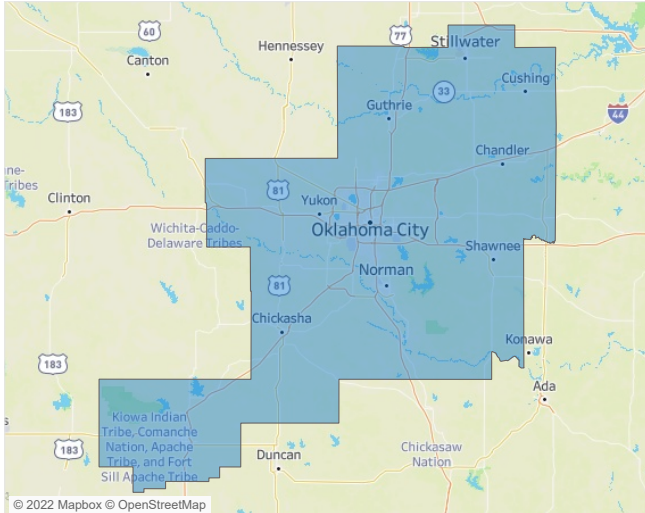 60
77
Hennessey
Stillwater
Canton
Cushing
33
Guthrie
183
44
Chandler
ne-
Tribes
81
Clinton
Yukon
Wichita-Caddo-
Delaware Tribes
Oklahoma City
Shawnee
Norman
81
Chickasha
Konawa
183
Ada
Kiowa Indian
Tribe, Comanche
Nation, Apache
Tribe, and Fort
Sill Apache Tribe
s
183
Duncan
Chickasaw
Nation
© 2022 Mapbox © OpenStreetMap